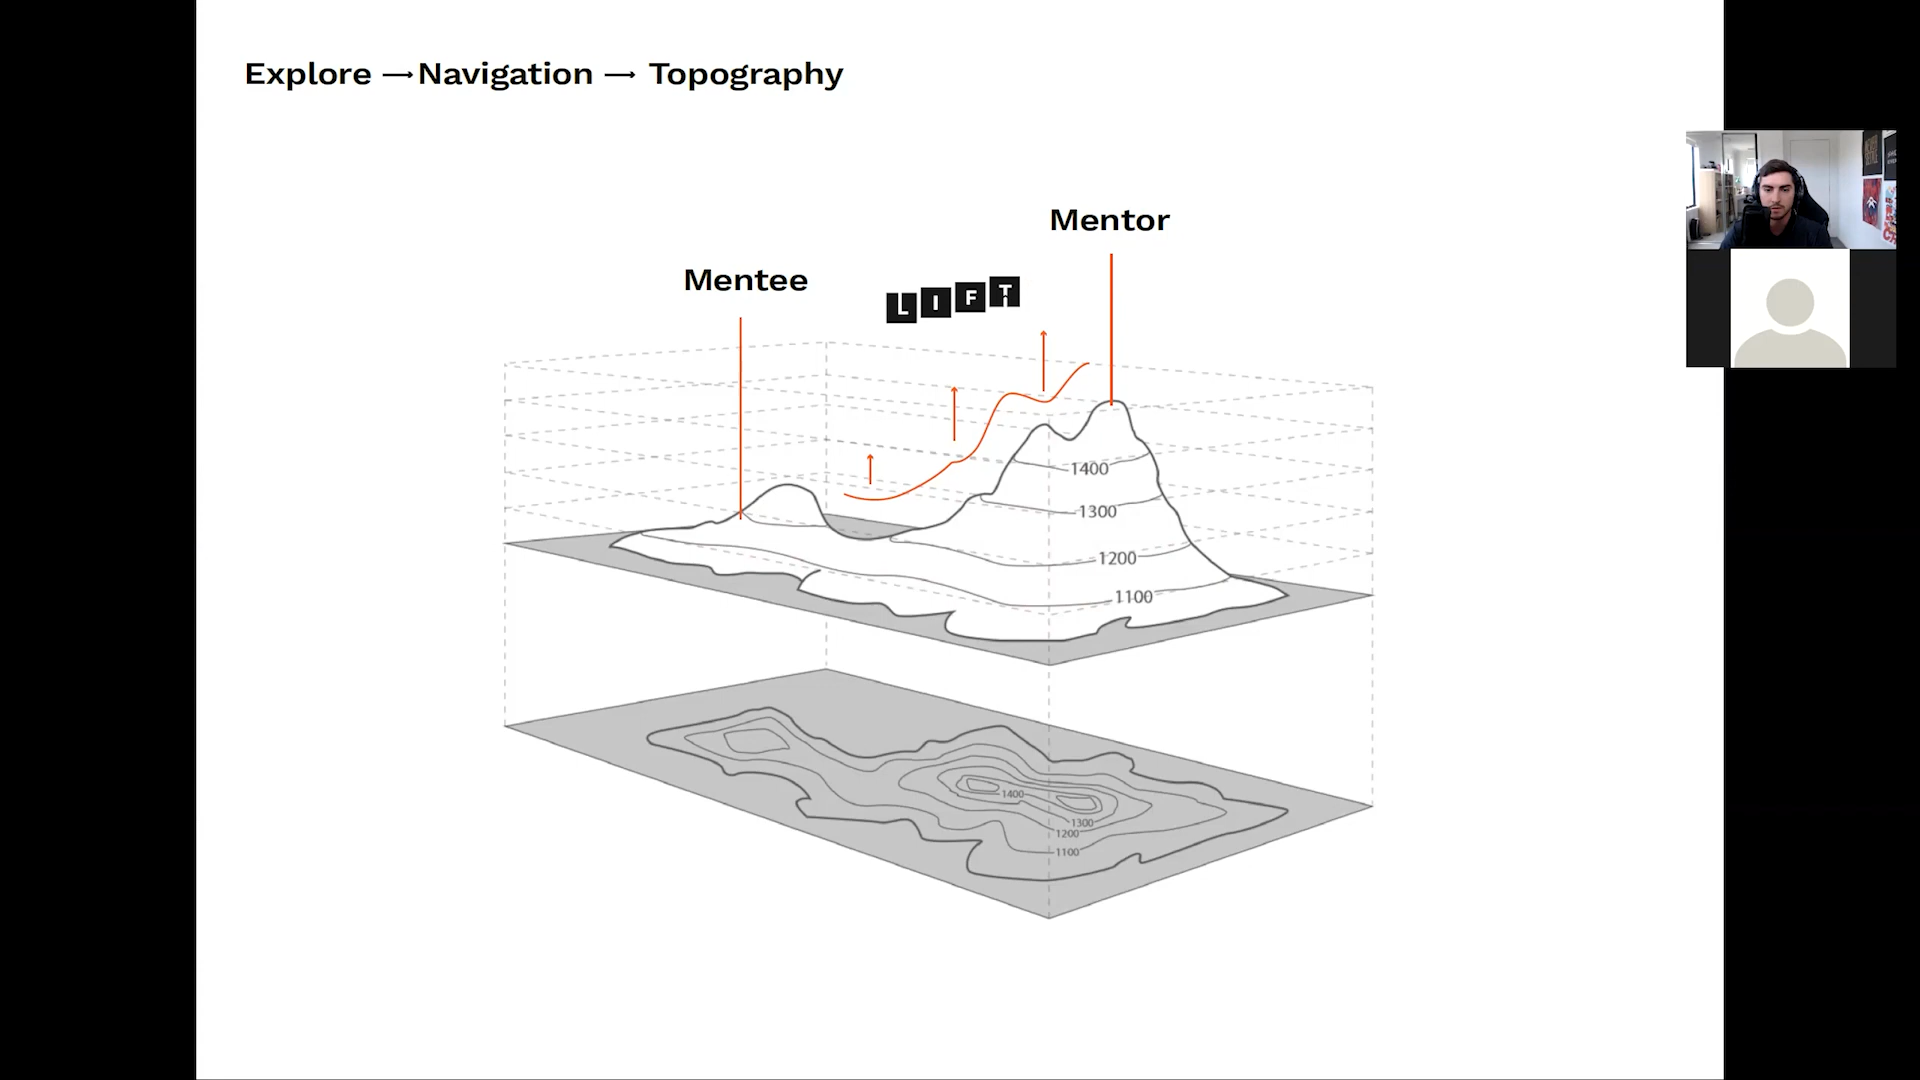 Explore → Navigation → Topography
Mentor
Mentee
LIFT
1400
1300
1200
1100
1400
1300
1200
1100